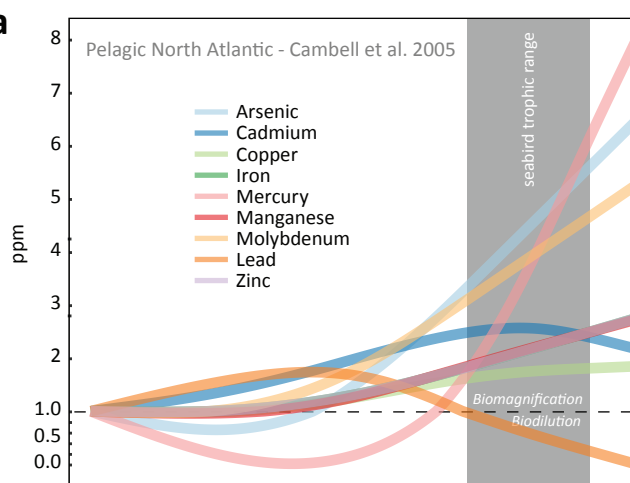 a
Pelagic North Atlantic - Cambell et al. 2005
seabird trophic range
Arsenic
Cadmium
Copper
Iron
Mercury
Manganese
Molybdenum
Lead
Zinc
ppm
8
7
6
5
4
3
2
1.0
0.5
0.0
Biomagnification
Biodilution